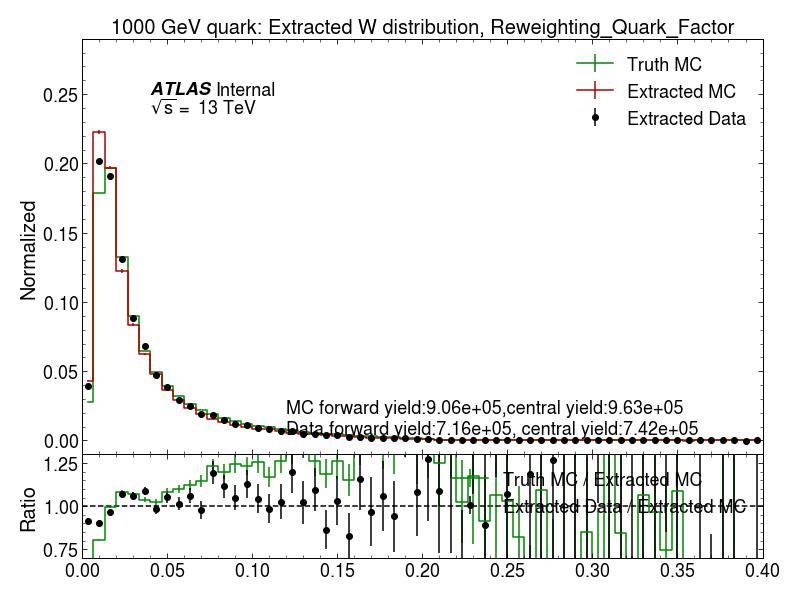 1000 GeV quark: Extracted W distribution, Reweighting_Quark_Factor
ATLAS Internal
√s = 13 TeV
Truth MC
Extracted MC
Extracted Data
Normalized
0.25
0.20
0.15
0.10
0.05
0.00
MC forward yield:9.06e+05,central yield:9.63e+05
Data forward yield:7.16e+05, central yield:7.42e+05
Ratio
1.25
1.00
0.75
Truth MC / Extracted MC
Extracted Data / Extracted MC
0.00 0.05 0.10 0.15 0.20 0.25 0.30 0.35 0.40